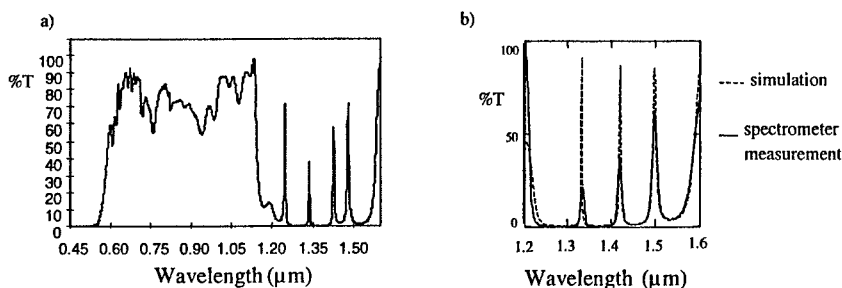 a)
%T
100
90
80
70
60
50
40
30
20
10
0
0.45 0.60 0.75 0.90 1.05 1.20 1.35 1.50
Wavelength (µm)
b)
%T
100
50
0
1.2 1.3 1.4 1.5 1.6
Wavelength (µm)
simulation
spectrometer
measurement